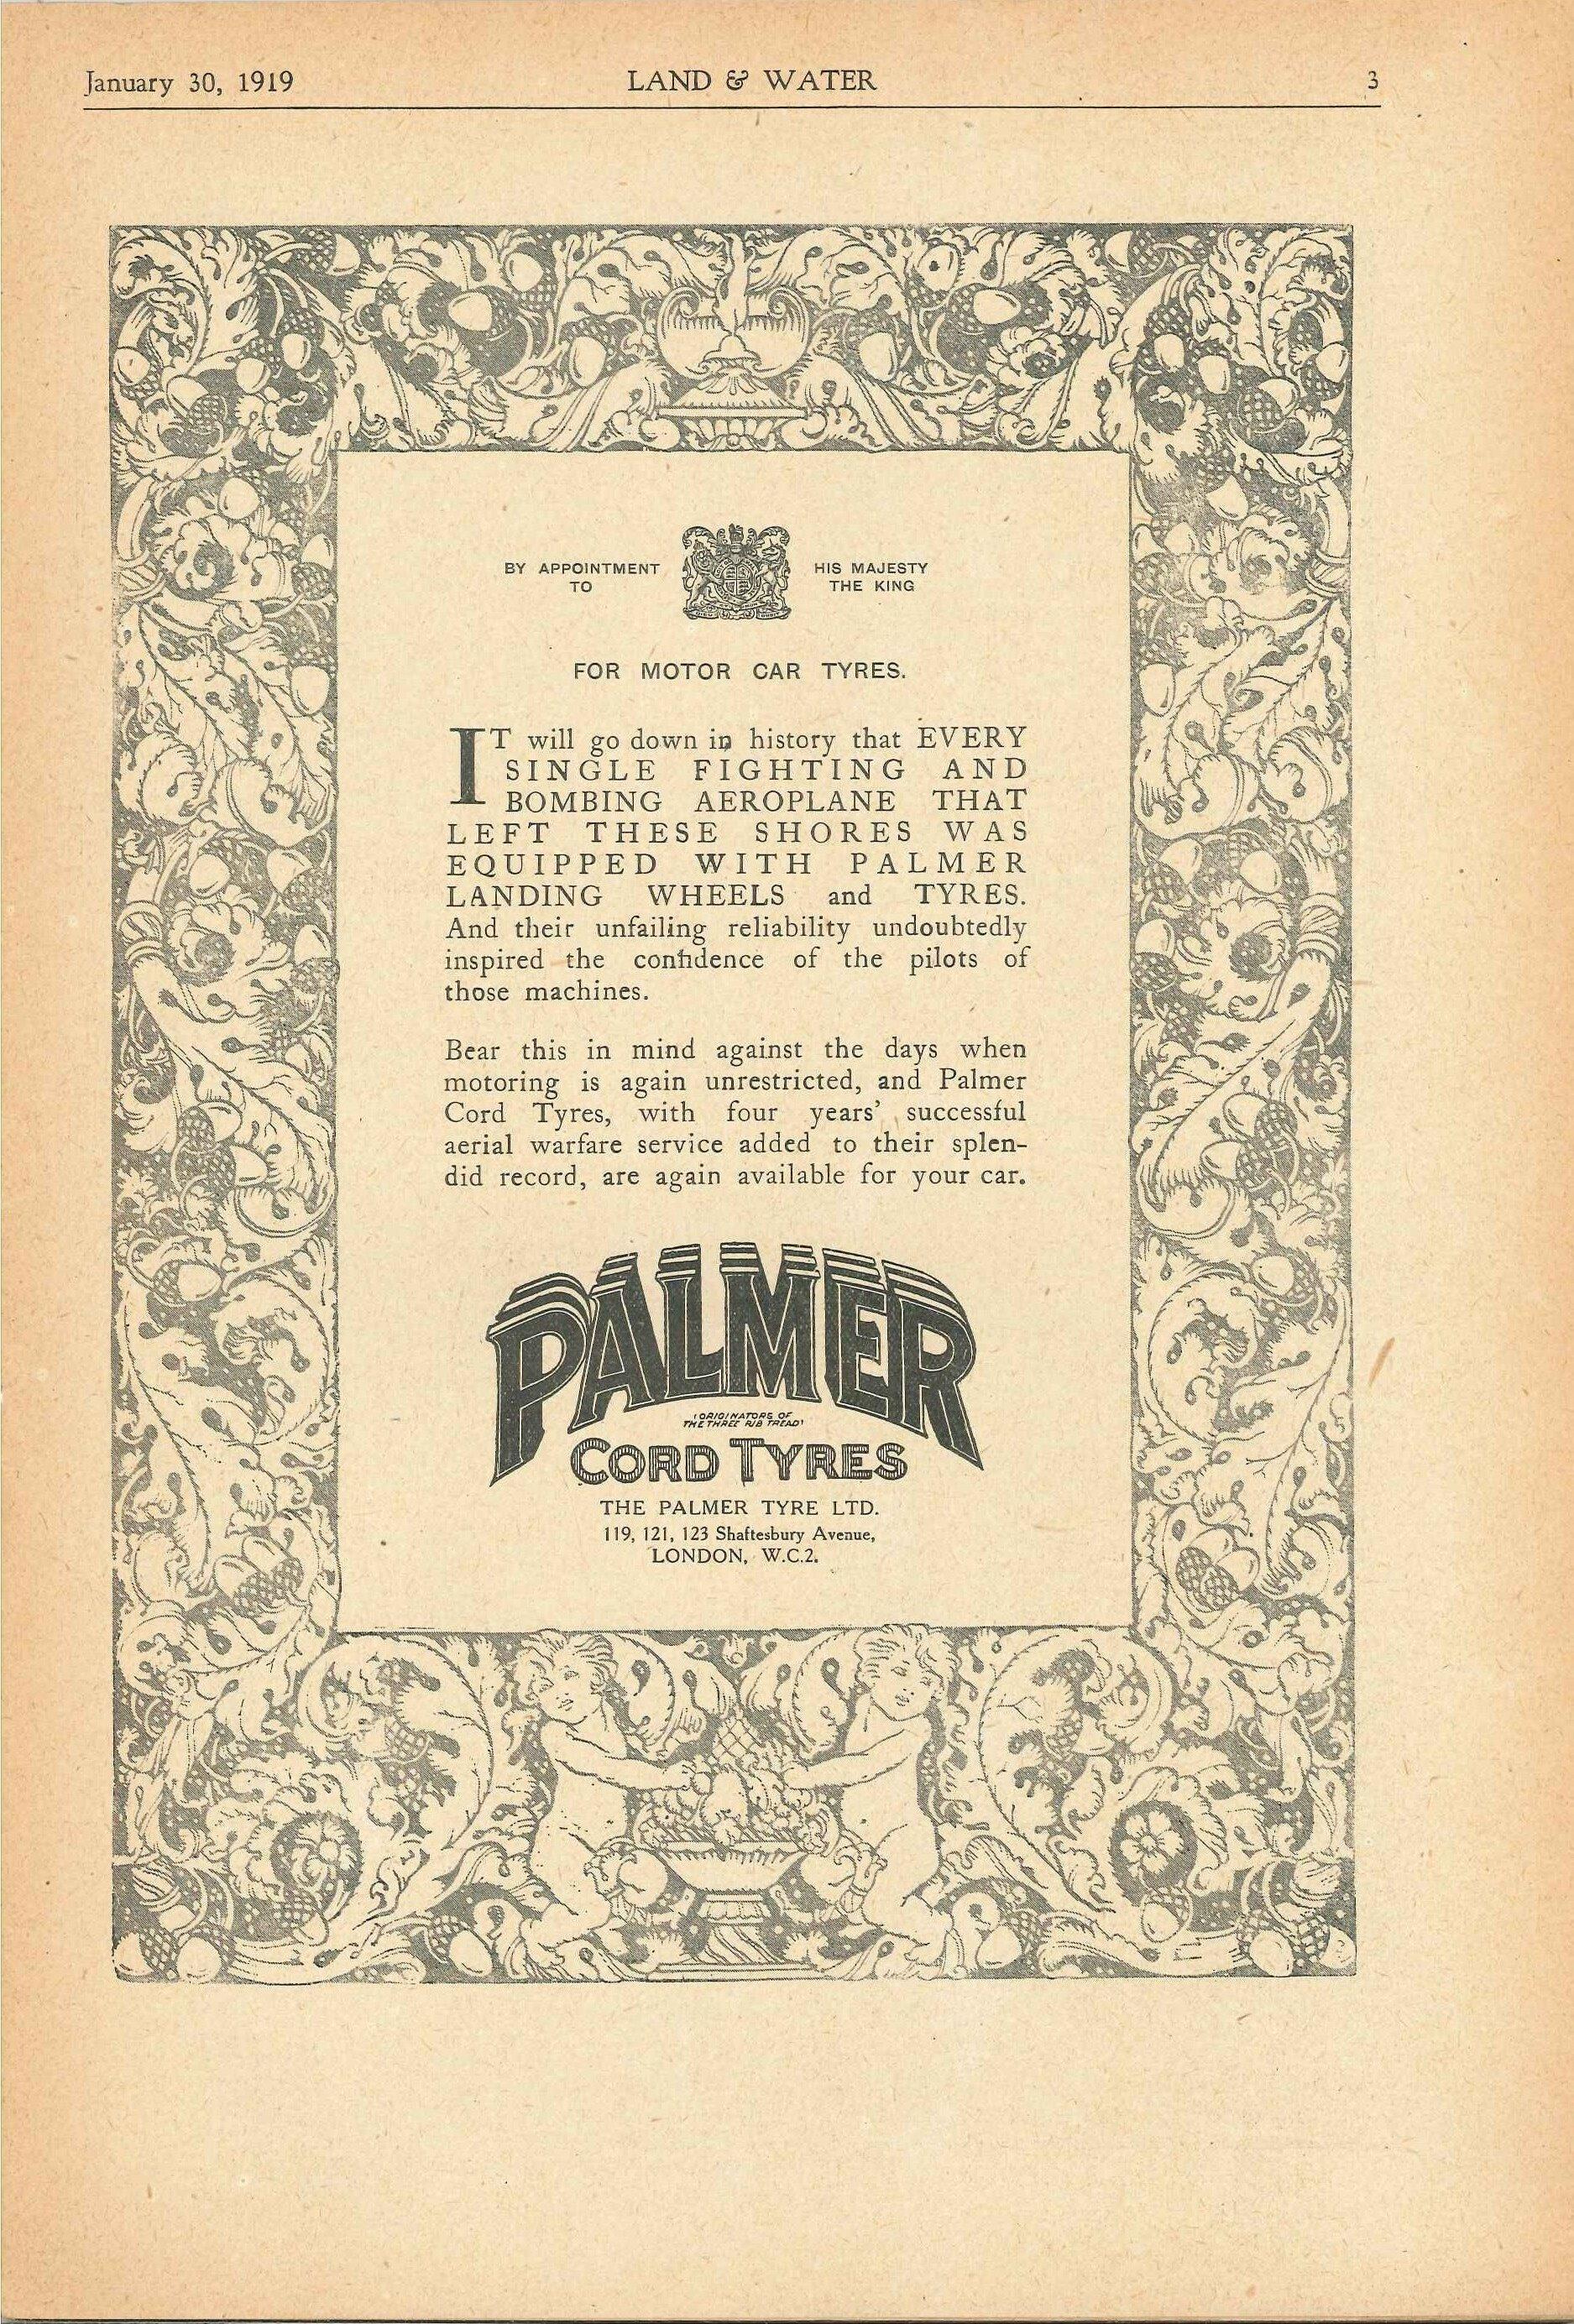 January 30, 1919 LAND & WATER 3
BY APPOINTMENT HIS MAJESTY
TO THE KING
FOR MOTOR CAR TYRES.
IT will go down in history that EVERY
SINGLE FIGHTING AND
BOMBING AEROPLANE THAT
LEFT THESE SHORES WAS
EQUIPPED WITH PALMER
LANDING WHEELS and TYRES.
And their unfailing reliability undoubtedly
inspired the confidence of the pilots of
those machines.
Bear this in mind against the days when
motoring is again unrestricted, and Palmer
Cord Tyres, with four years' successful
aerial warfare service added to their splen-
did record, are again available for your car.
PALMER
'ORIGINATORS OF
THE THREE RIB TREAD'
CORD TYRES
THE PALMER TYRE LTD.
119, 121, 123 Shaftesbury Avenue,
LONDON, W.C.2.